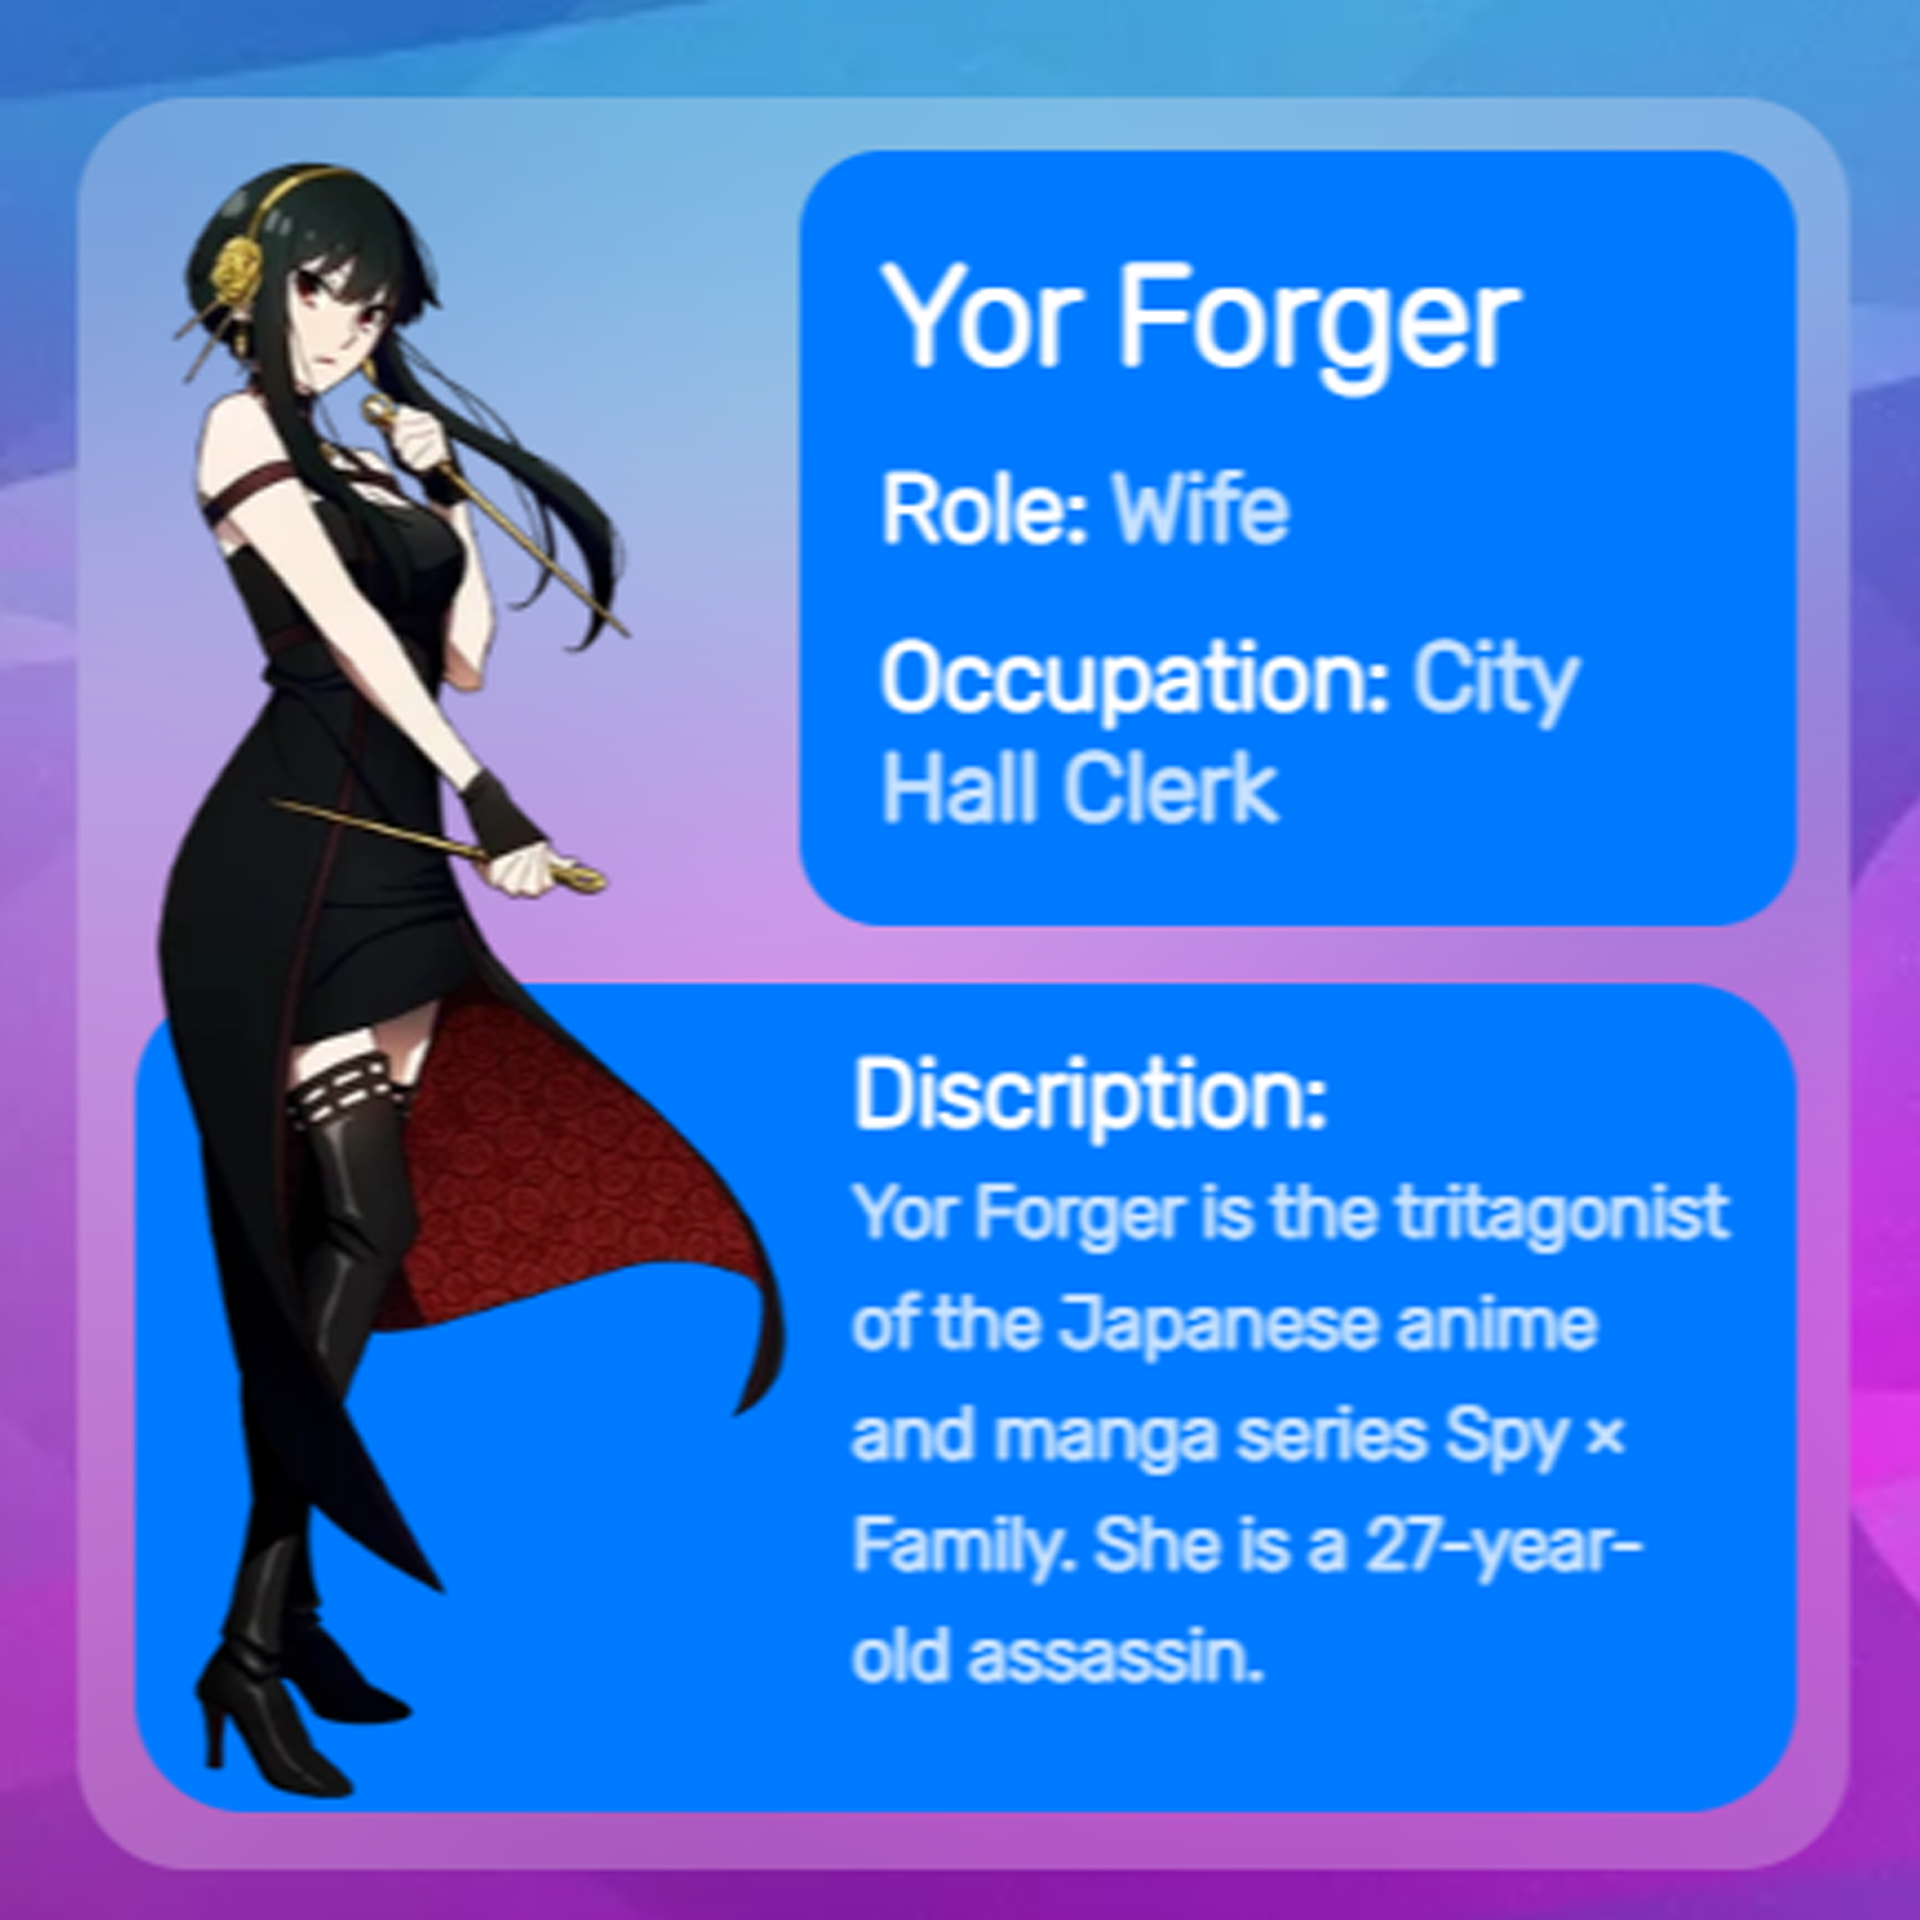 Yor Forger
Role: Wife
Occupation: City
Hall Clerk
Discription:
Yor Forger is the tritagonist
of the Japanese anime
and manga series Spy ×
Family. She is a 27-year-
old assassin.